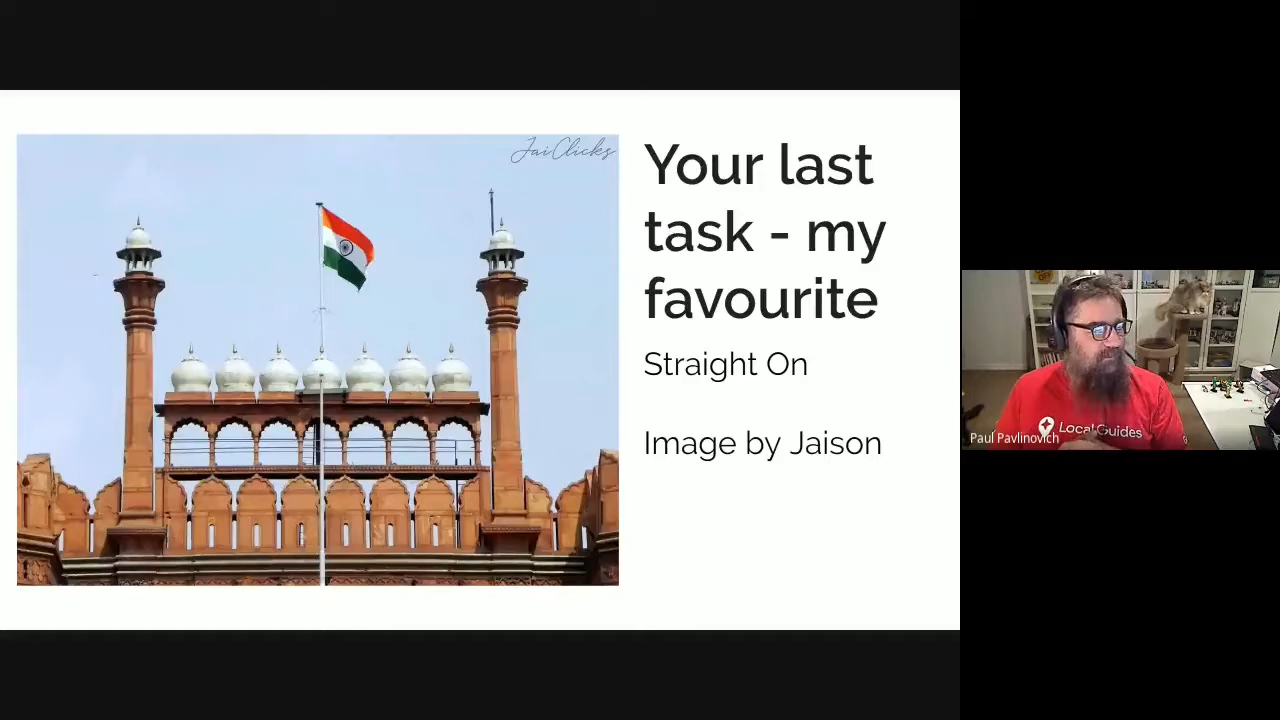 JaiClicks
Your last
task - my
favourite
Straight On
Image by Jaison
Local Guides
Paul Pavlinovich